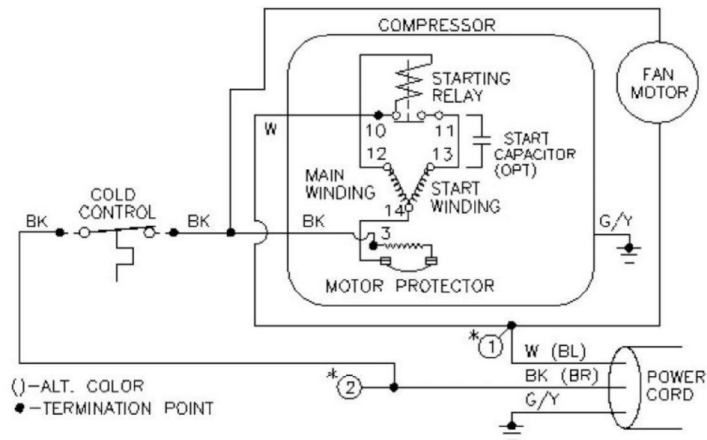 COMPRESSOR
STARTING
RELAY
FAN
MOTOR
W
10
11
START
CAPACITOR
(OPT)
12
13
MAIN
WINDING
START
WINDING
14
COLD
CONTROL
BK
BK
BK
3
G/Y
MOTOR PROTECTOR
*1
W (BL)
*2
BK (BR)
POWER
CORD
G/Y
()-ALT. COLOR
●-TERMINATION POINT